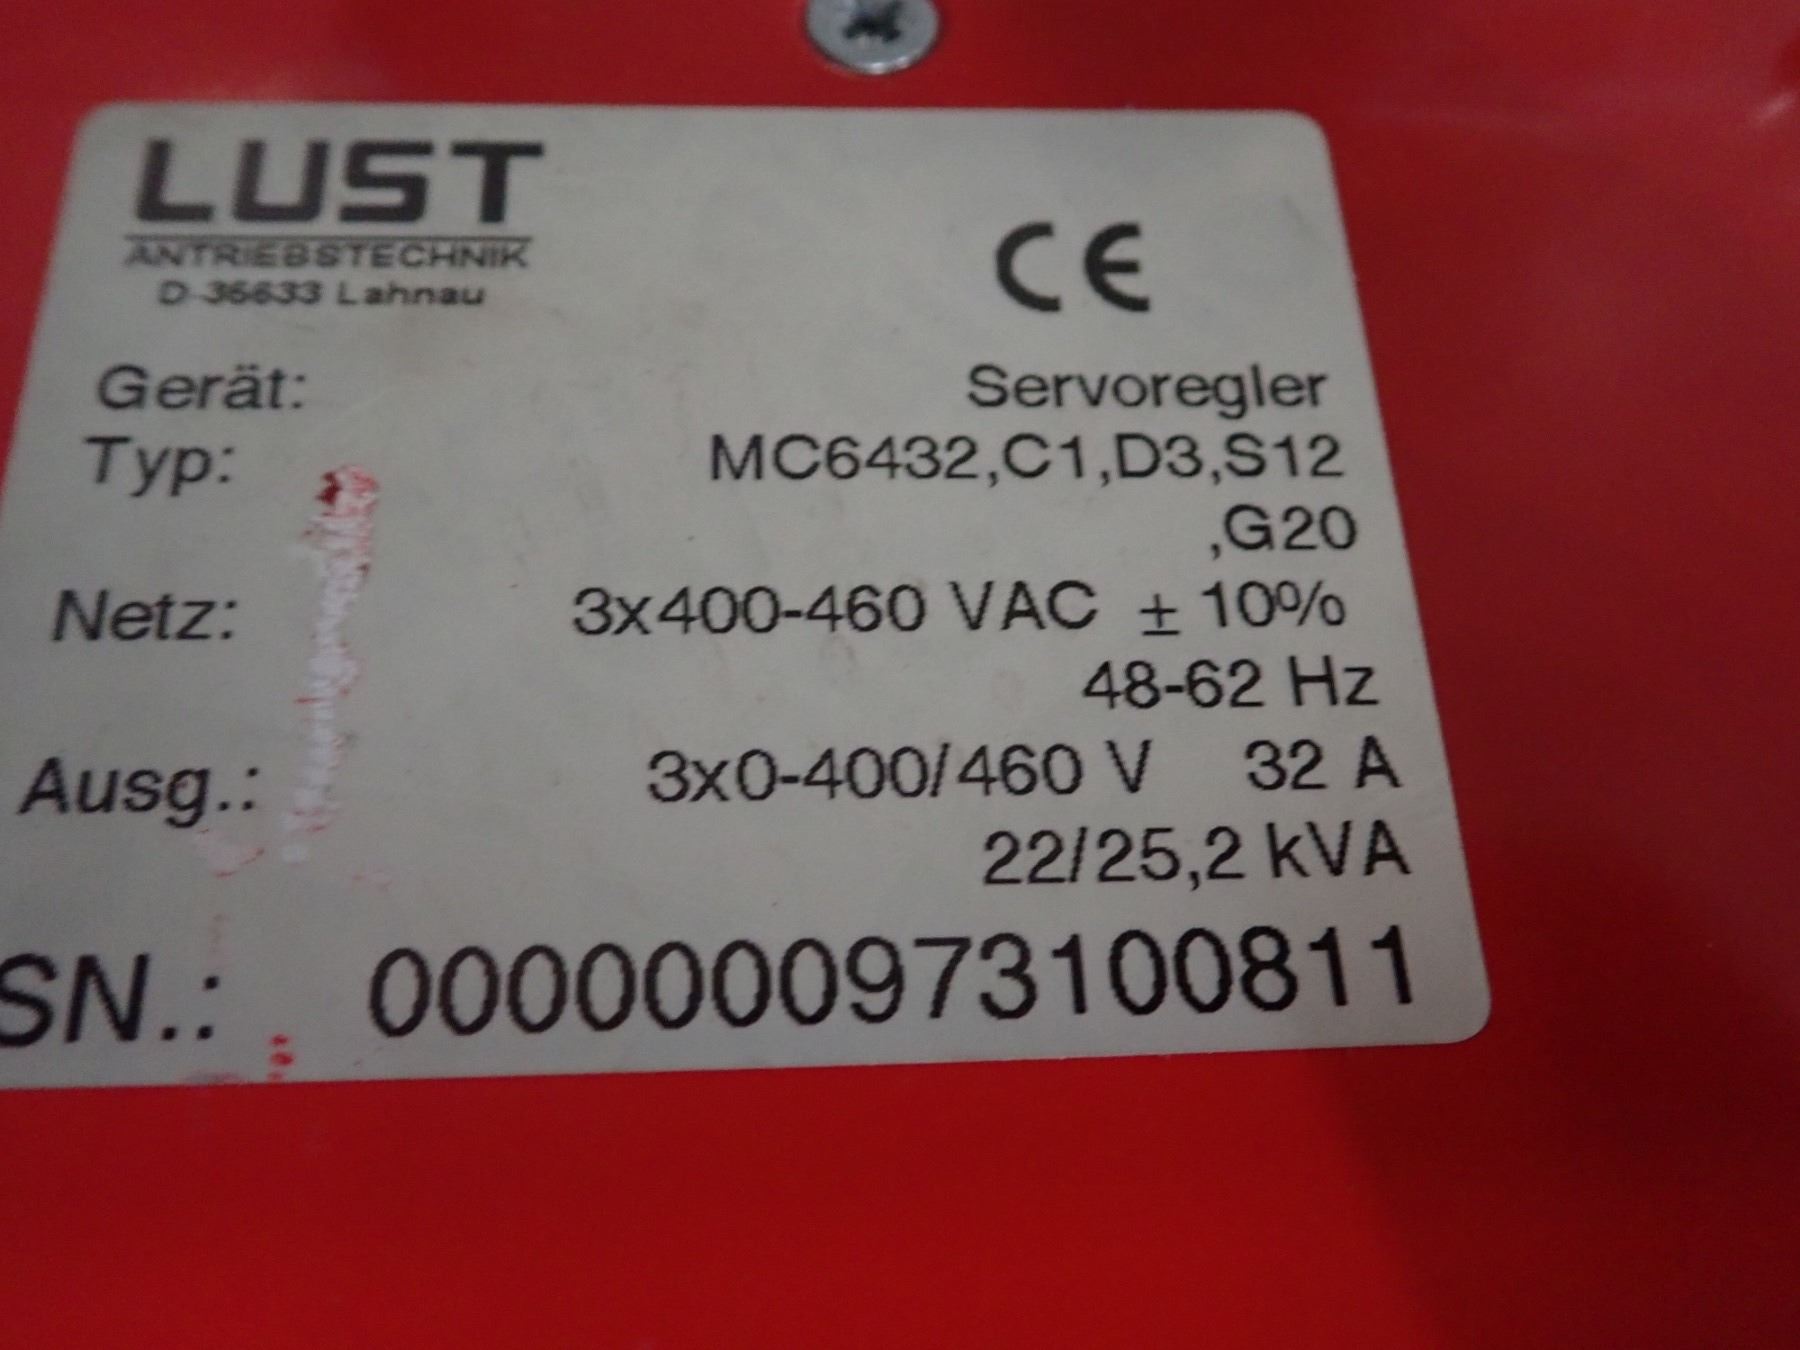 LUST
ANTRIEBSTECHNIK
D-35633 Lahnau
CE
Gerät: Servoregler
Typ: MC6432,C1,D3,S12
,G20
Netz: 3x400-460 VAC ± 10%
48-62 Hz
Ausg.: 3x0-400/460 V 32 A
22/25,2 kVA
SN.: 0000000973100811